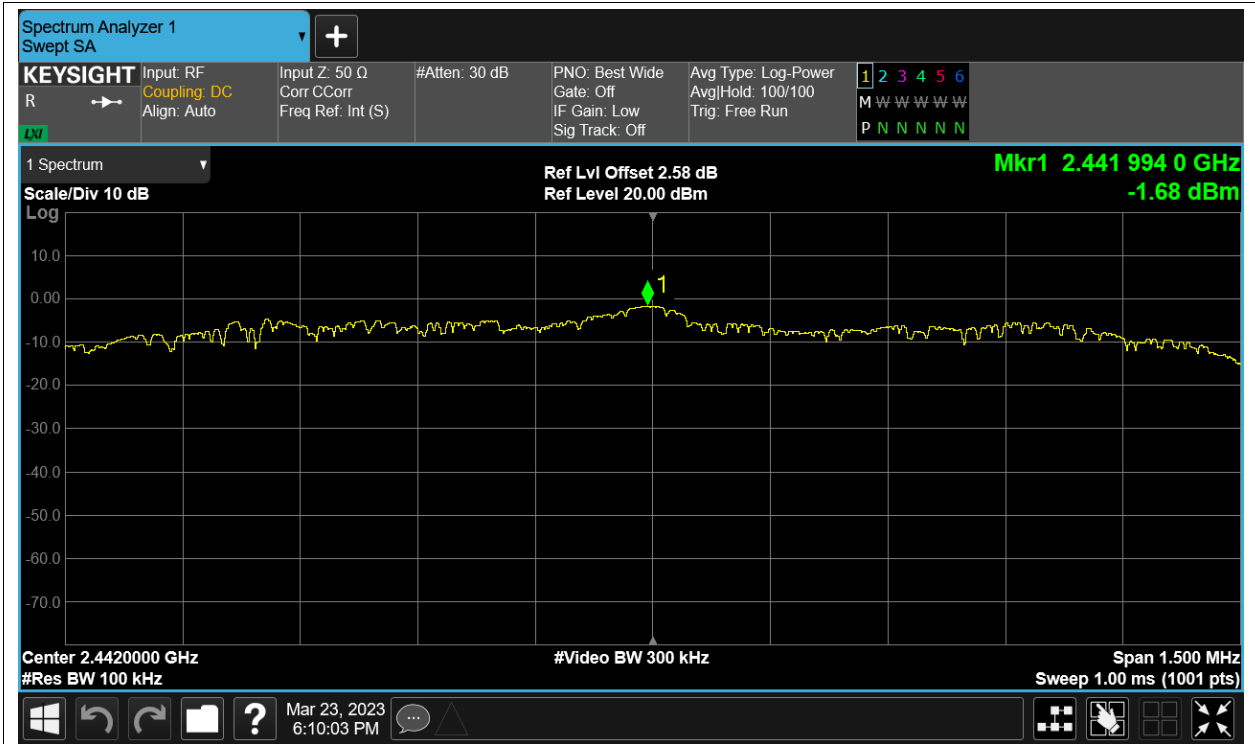 Spectrum Analyzer 1
Swept SA
KEYSIGHT
R
LXI
Input: RF
Coupling: DC
Align: Auto
Input Z: 50 Ω
Corr CCorr
Freq Ref: Int (S)
#Atten: 30 dB
PNO: Best Wide
Gate: Off
IF Gain: Low
Sig Track: Off
Avg Type: Log-Power
Avg|Hold: 100/100
Trig: Free Run
1 2 3 4 5 6
M W W W W W
P N N N N N
1 Spectrum
Scale/Div 10 dB
Ref Lvl Offset 2.58 dB
Ref Level 20.00 dBm
Mkr1 2.441 994 0 GHz
-1.68 dBm
Log
10.0
0.00
-10.0
-20.0
-30.0
-40.0
-50.0
-60.0
-70.0
1
Center 2.4420000 GHz
#Res BW 100 kHz
#Video BW 300 kHz
Span 1.500 MHz
Sweep 1.00 ms (1001 pts)
?
Mar 23, 2023
6:10:03 PM